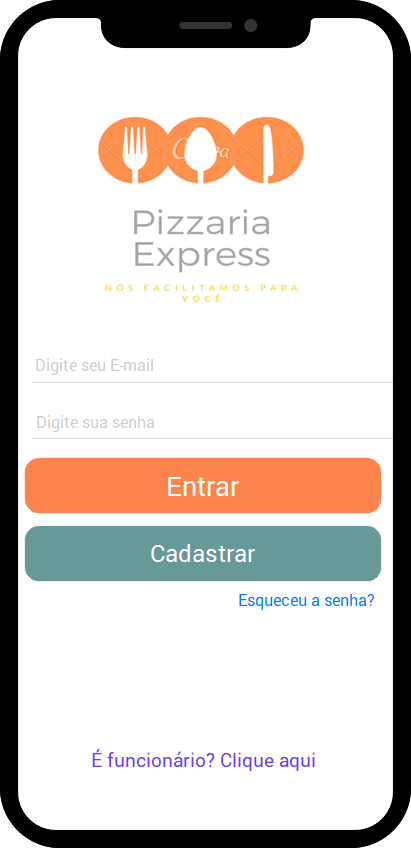 Pizzaria
Express
NÓS FACILITAMOS PARA
VOCÊ
Digite seu E-mail
Digite sua senha
Entrar
Cadastrar
Esqueceu a senha?
É funcionário? Clique aqui